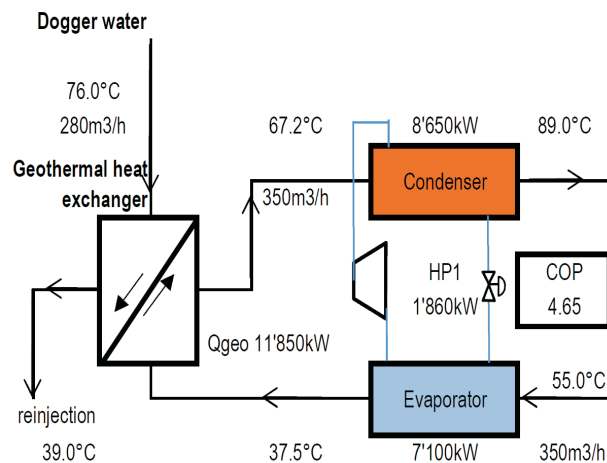 Dogger water
76.0°C
280m3/h
67.2°C
8'650kW
89.0°C
Geothermal heat
exchanger
350m3/h
Condenser
HP1
1'860kW
COP
4.65
Qgeo 11'850kW
reinjection
39.0°C
37.5°C
Evaporator
7'100kW
55.0°C
350m3/h